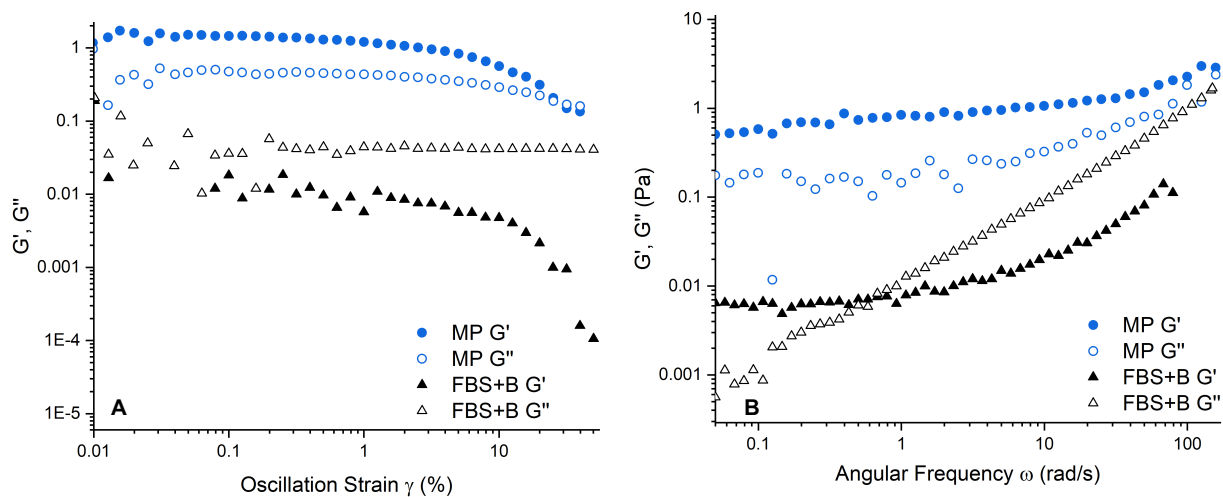 1
0.1
0.01
0.001
1E-4
1E-5
G', G"
0.01
0.1
1
10
Oscillation Strain γ (%)
MP G'
MP G"
FBS+B G'
FBS+B G"
A
10
1
0.1
0.01
0.001
G', G" (Pa)
0.1
1
10
100
Angular Frequency ω (rad/s)
MP G'
MP G"
FBS+B G'
FBS+B G"
B